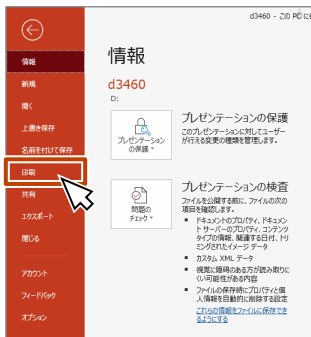 d3460 - この PC に
情報
情報
新規
開く
上書き保存
名前を付けて保存
印刷
共有
エクスポート
閉じる
アカウント
フィードバック
オプション
d3460
D:
プレゼンテーション
の保護
プレゼンテーションの保護
このプレゼンテーションに対してユーザー
が行える変更の種類を管理します。
問題の
チェック
プレゼンテーションの検査
ファイルを公開する前に、ファイルの次の
項目を確認します。
ドキュメントのプロパティ、ドキュメン
ト サーバーのプロパティ、コンテンツ
タイプの情報、関連する日付、トリ
ミングされたイメージ データ
カスタム XML データ
視覚に障碍のある方が読み取りに
くい可能性がある内容
ファイルの保存時にプロパティと個
人情報を自動的に削除する設定
これらの情報をファイルに保存でき
るようにする